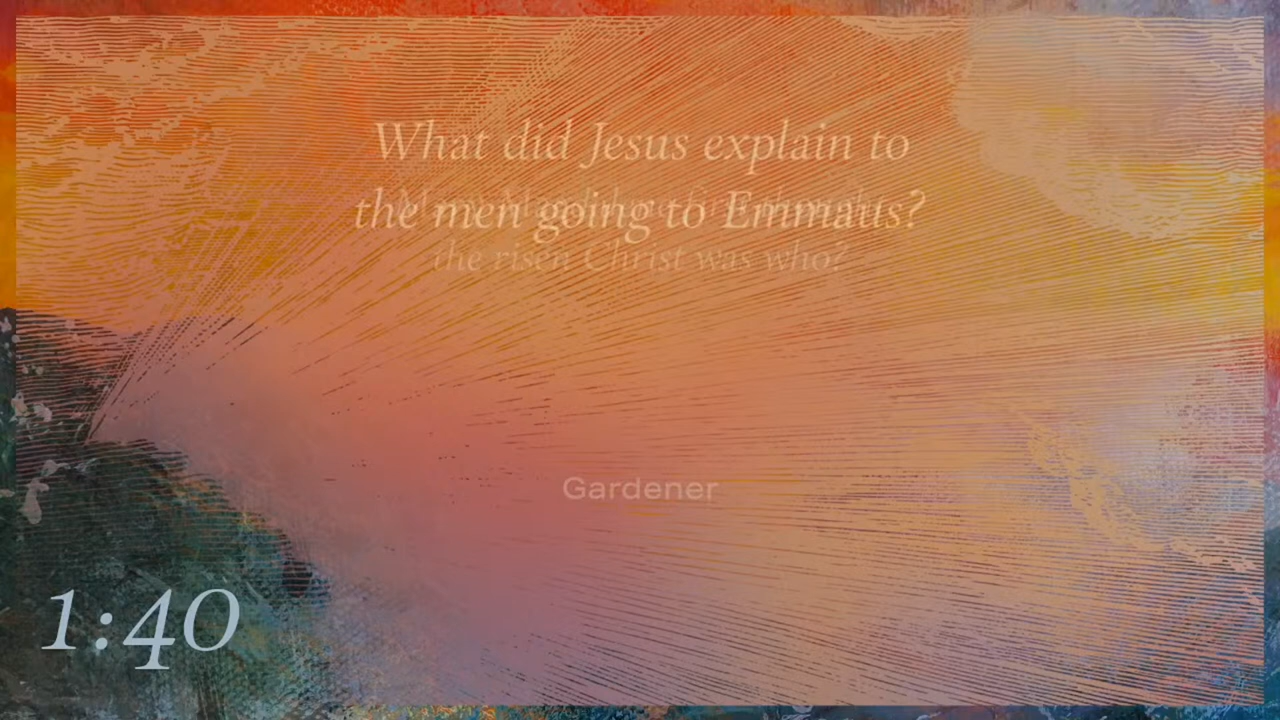 What did Jesus explain to
the men going to Emmaus?
the risen Christ was who?
Gardener
1:40